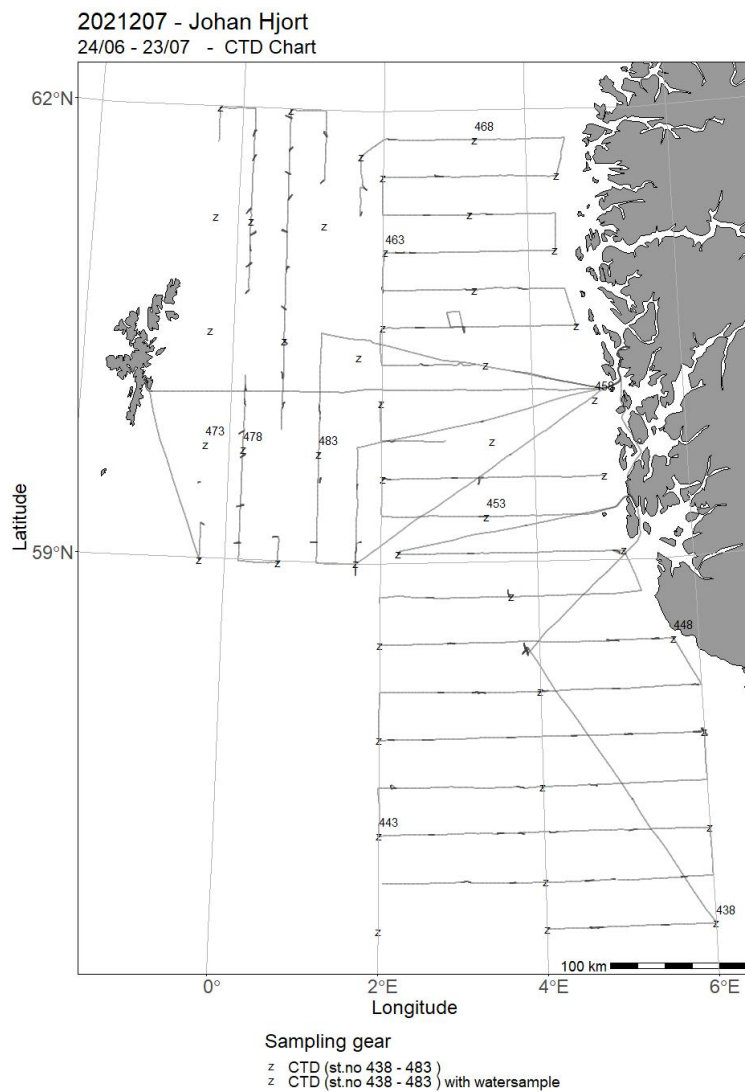 2021207 - Johan Hjort
24/06 - 23/07 - CTD Chart
62°N
468
463
458
473
478
483
453
59°N
448
443
438
100 km
0°
2°E
4°E
6°E
Latitude
Longitude
Sampling gear
z CTD (st.no 438 - 483 )
z CTD (st.no 438 - 483 ) with watersample